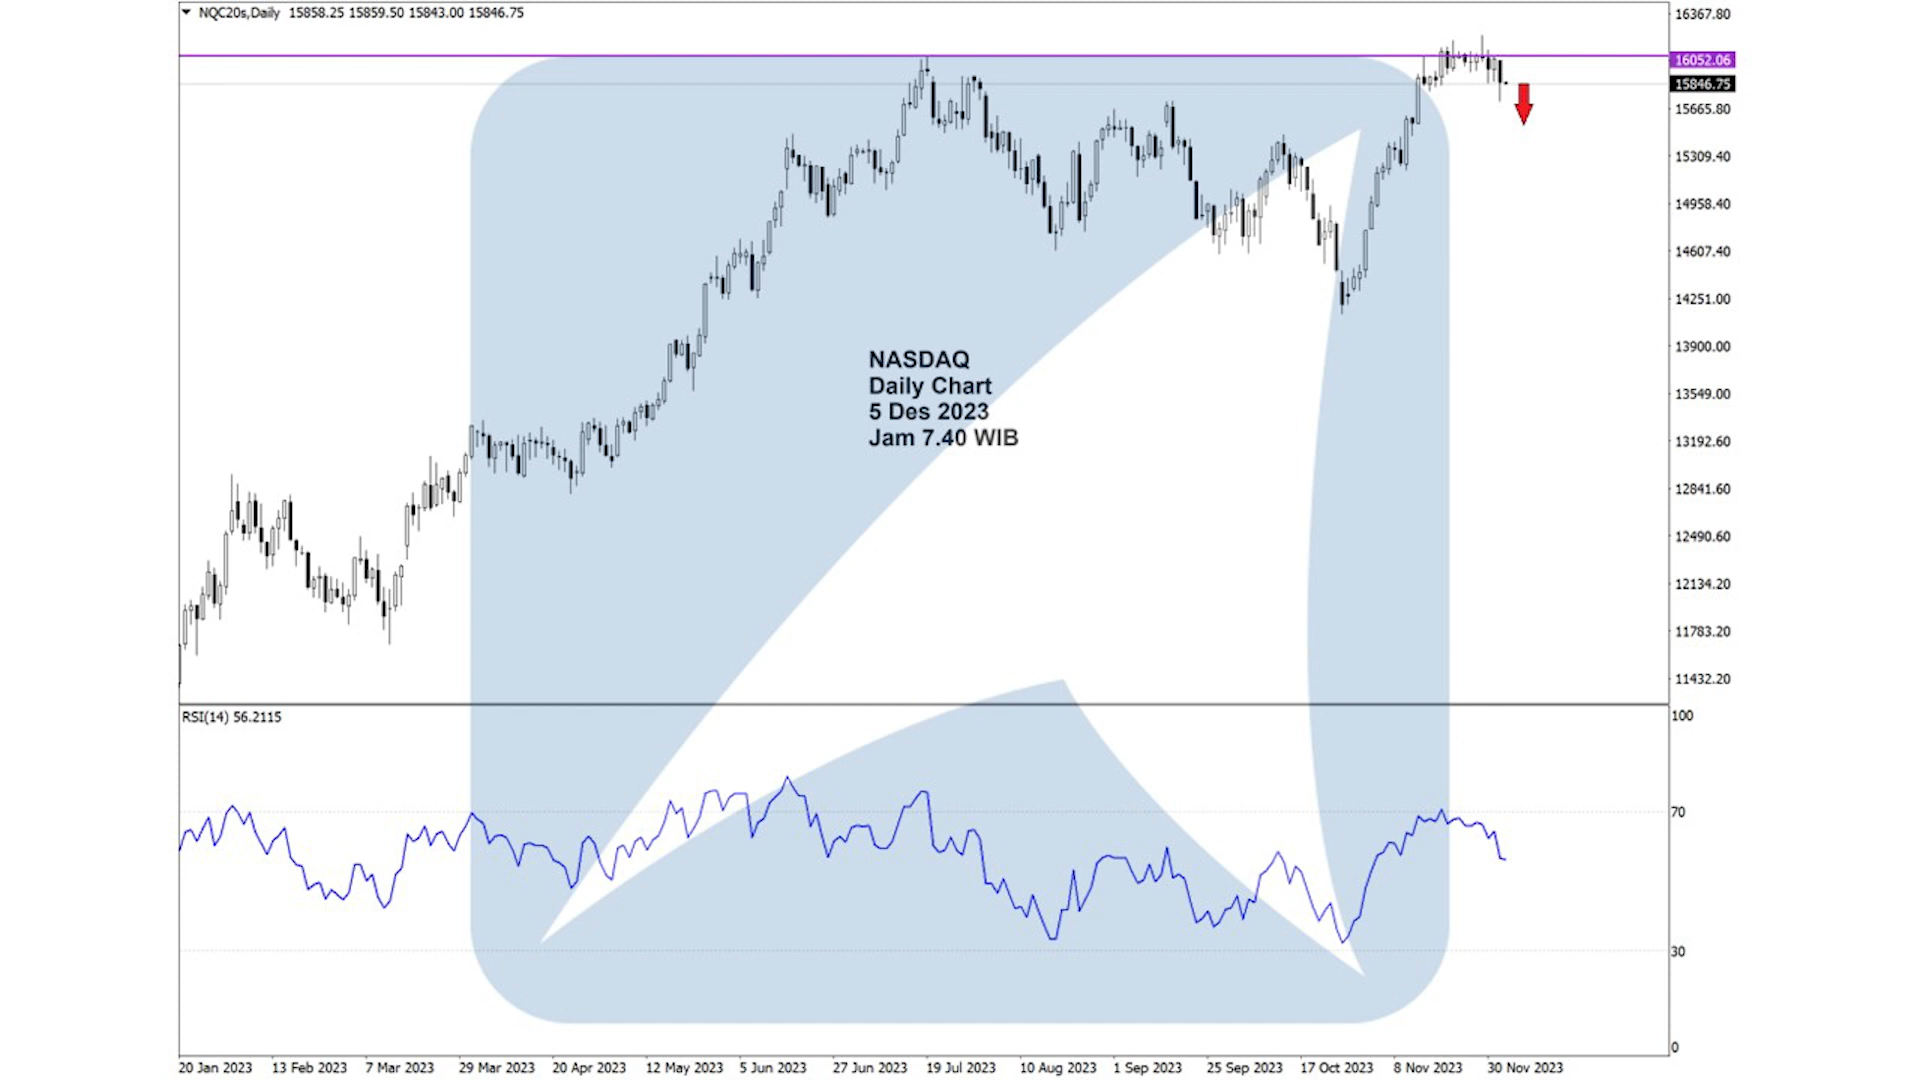 NQC20s,Daily 15858.25 15859.50 15843.00 15846.75
16367.80
16052.06
15846.75
15665.80
15309.40
14958.40
14607.40
14251.00
13900.00
13549.00
13192.60
12841.60
12490.60
12134.20
11783.20
11432.20
NASDAQ
Daily Chart
5 Des 2023
Jam 7.40 WIB
RSI(14) 56.2115
100
70
30
0
20 Jan 2023 13 Feb 2023 7 Mar 2023 29 Mar 2023 20 Apr 2023 12 May 2023 5 Jun 2023 27 Jun 2023 19 Jul 2023 10 Aug 2023 1 Sep 2023 25 Sep 2023 17 Oct 2023 8 Nov 2023 30 Nov 2023